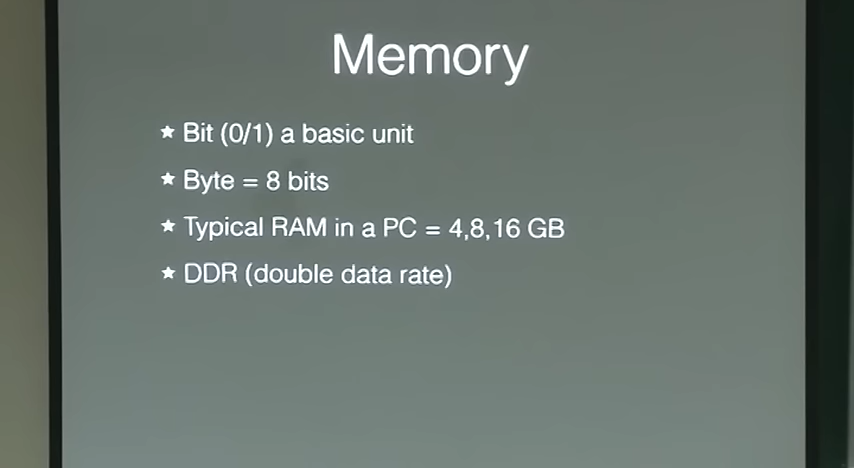 Memory
★ Bit (0/1) a basic unit
★ Byte = 8 bits
★ Typical RAM in a PC = 4,8,16 GB
★ DDR (double data rate)